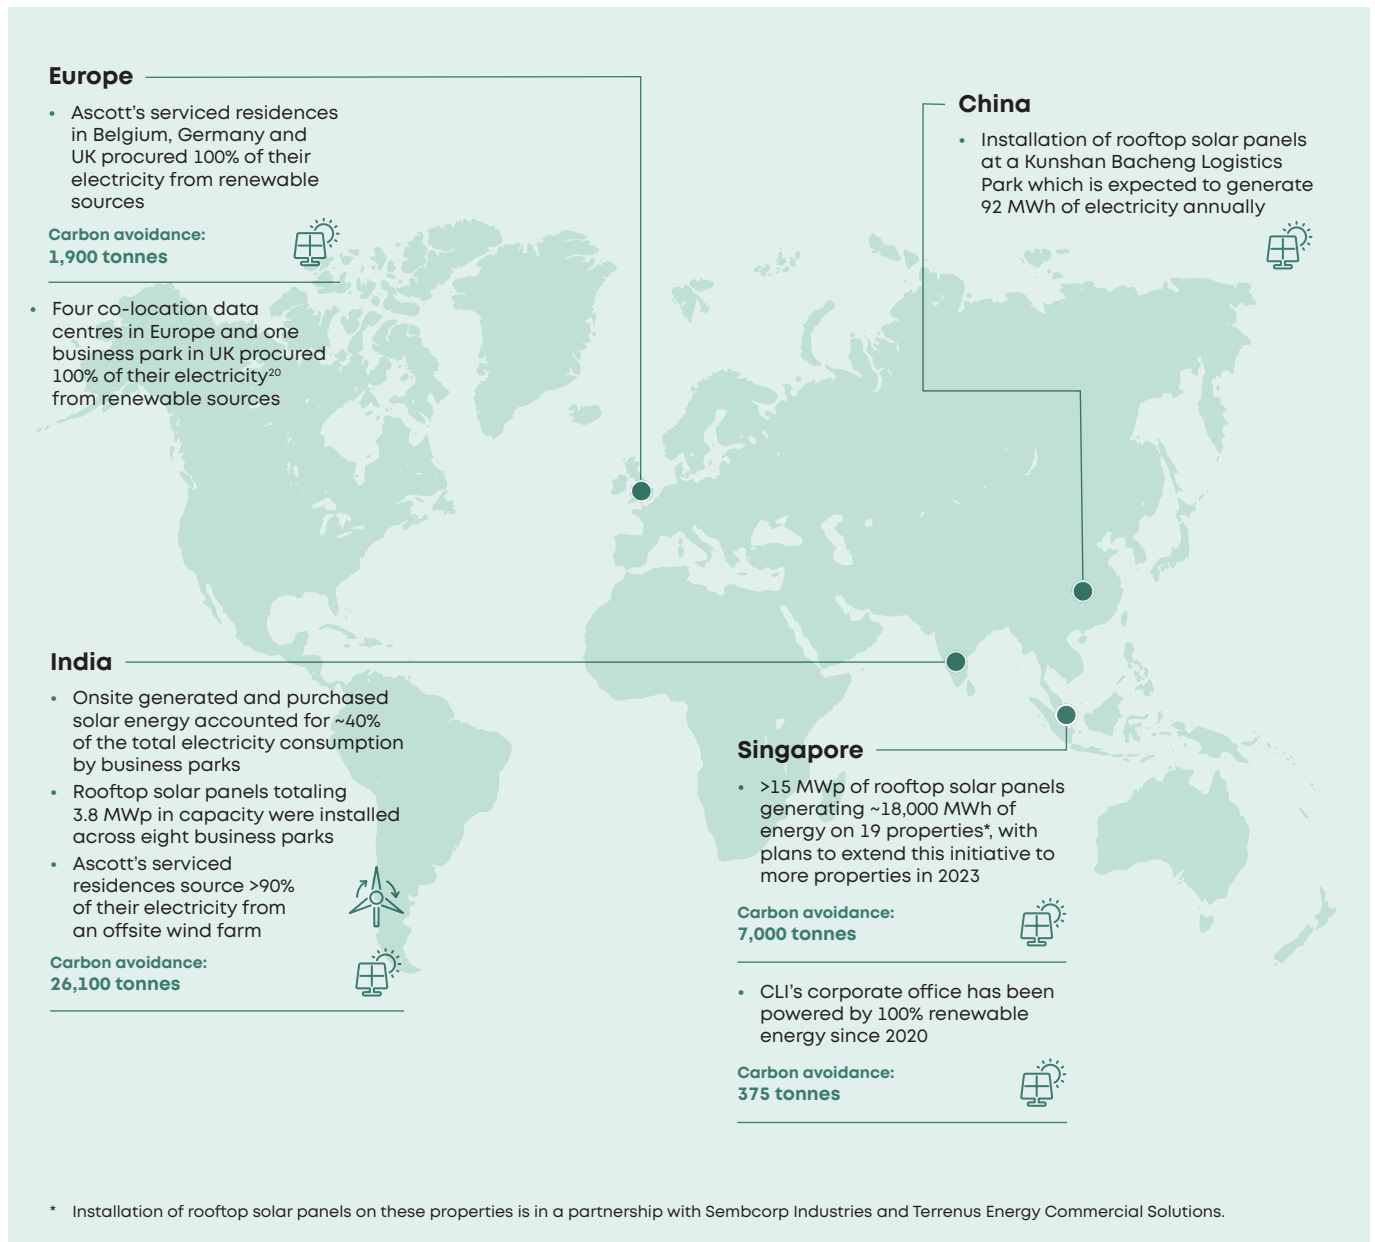 Europe
• Ascott's serviced residences
in Belgium, Germany and
UK procured 100% of their
electricity from renewable
sources
Carbon avoidance:
1,900 tonnes
• Four co-location data
centres in Europe and one
business park in UK procured
100% of their electricity²⁰
from renewable sources
China
• Installation of rooftop solar panels
at a Kunshan Bacheng Logistics
Park which is expected to generate
92 MWh of electricity annually
India
• Onsite generated and purchased
solar energy accounted for ~40%
of the total electricity consumption
by business parks
• Rooftop solar panels totaling
3.8 MWp in capacity were installed
across eight business parks
• Ascott's serviced
residences source >90%
of their electricity from
an offsite wind farm
Carbon avoidance:
26,100 tonnes
Singapore
• >15 MWp of rooftop solar panels
generating ~18,000 MWh of
energy on 19 properties*, with
plans to extend this initiative to
more properties in 2023
Carbon avoidance:
7,000 tonnes
• CLI's corporate office has been
powered by 100% renewable
energy since 2020
Carbon avoidance:
375 tonnes
* Installation of rooftop solar panels on these properties is in a partnership with Sembcorp Industries and Terrenus Energy Commercial Solutions.